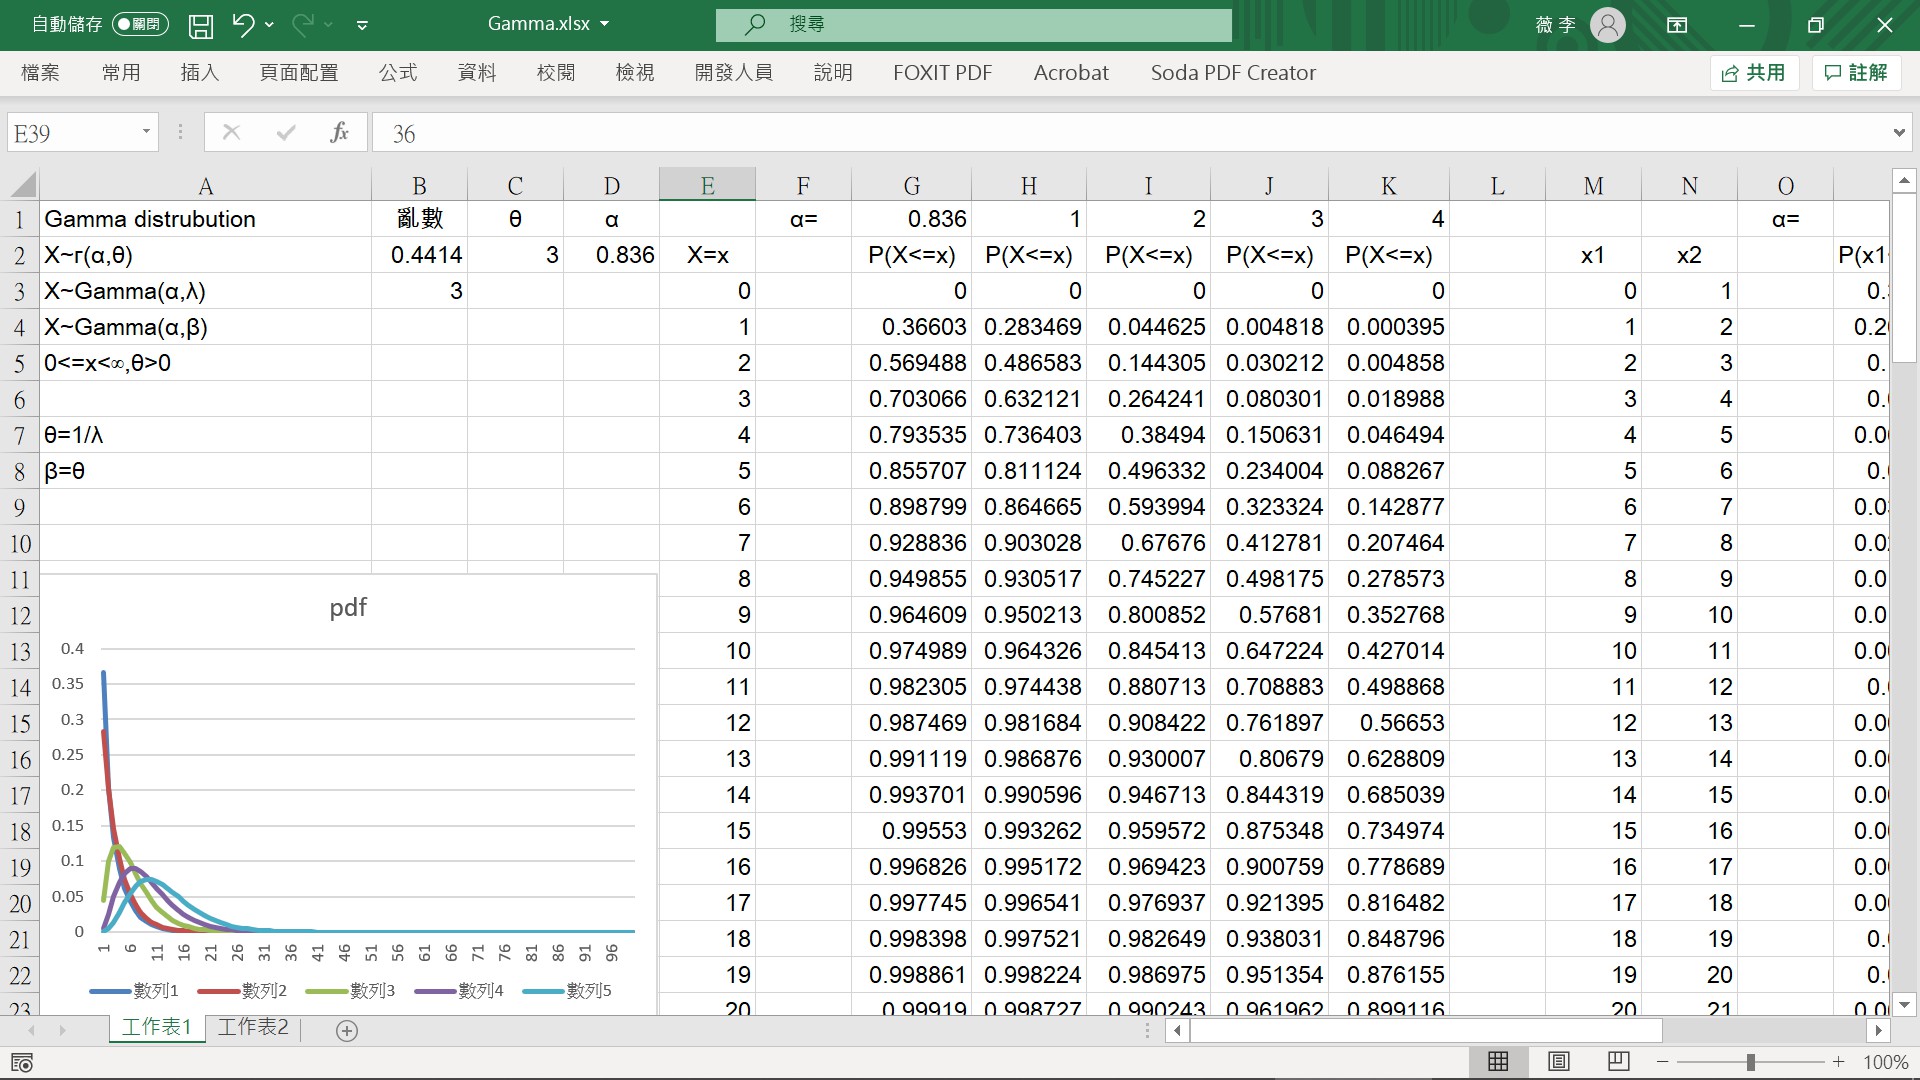 自動儲存 關閉 Gamma.xlsx 搜尋 薇 李
檔案 常用 插入 頁面配置 公式 資料 校閱 檢視 開發人員 說明 FOXIT PDF Acrobat Soda PDF Creator 共用 註解
E39 fx 36
A B C D E F G H I J K L M N O
1 Gamma distrubution 亂數 θ α α= 0.836 1 2 3 4 α=
2 X~г(α,θ) 0.4414 3 0.836 X=x P(X<=x) P(X<=x) P(X<=x) P(X<=x) P(X<=x) x1 x2 P(x1
3 X~Gamma(α,λ) 3 0 0 0 0 0 0 0 1 0.
4 X~Gamma(α,β) 1 0.36603 0.283469 0.044625 0.004818 0.000395 1 2 0.2
5 0<=x<∞,θ>0 2 0.569488 0.486583 0.144305 0.030212 0.004858 2 3 0.
6 3 0.703066 0.632121 0.264241 0.080301 0.018988 3 4 0.
7 θ=1/λ 4 0.793535 0.736403 0.38494 0.150631 0.046494 4 5 0.0
8 β=θ 5 0.855707 0.811124 0.496332 0.234004 0.088267 5 6 0.
9 6 0.898799 0.864665 0.593994 0.323324 0.142877 6 7 0.0
10 7 0.928836 0.903028 0.67676 0.412781 0.207464 7 8 0.0
11 8 0.949855 0.930517 0.745227 0.498175 0.278573 8 9 0.0
12 9 0.964609 0.950213 0.800852 0.57681 0.352768 9 10 0.0
13 10 0.974989 0.964326 0.845413 0.647224 0.427014 10 11 0.0
14 11 0.982305 0.974438 0.880713 0.708883 0.498868 11 12 0.
15 12 0.987469 0.981684 0.908422 0.761897 0.56653 12 13 0.0
16 13 0.991119 0.986876 0.930007 0.80679 0.628809 13 14 0.0
17 14 0.993701 0.990596 0.946713 0.844319 0.685039 14 15 0.0
18 15 0.99553 0.993262 0.959572 0.875348 0.734974 15 16 0.0
19 16 0.996826 0.995172 0.969423 0.900759 0.778689 16 17 0.0
20 17 0.997745 0.996541 0.976937 0.921395 0.816482 17 18 0.0
21 18 0.998398 0.997521 0.982649 0.938031 0.848796 18 19 0.
22 19 0.998861 0.998224 0.986975 0.951354 0.876155 19 20 0.
23 20 0.99919 0.998727 0.990243 0.961962 0.899116 20 21 0.0
pdf
0.4
0.35
0.3
0.25
0.2
0.15
0.1
0.05
0
1 6 11 16 21 26 31 36 41 46 51 56 61 66 71 76 81 86 91 96
數列1 數列2 數列3 數列4 數列5
工作表1 工作表2
100%